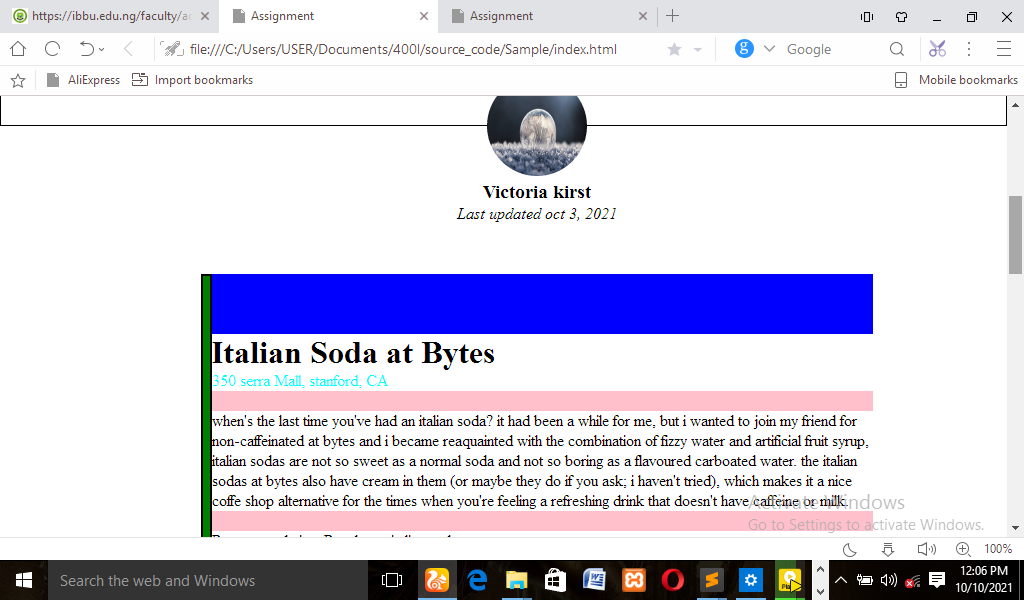 https://ibbu.edu.ng/faculty/ac
Assignment
Assignment
file:///C:/Users/USER/Documents/400l/source_code/Sample/index.html
Google
AliExpress
Import bookmarks
Mobile bookmarks
Victoria kirst
Last updated oct 3, 2021
Italian Soda at Bytes
350 serra Mall, stanford, CA
when's the last time you've had an italian soda? it had been a while for me, but i wanted to join my friend for
non-caffeinated at bytes and i became reaquainted with the combination of fizzy water and artificial fruit syrup,
italian sodas are not so sweet as a normal soda and not so boring as a flavoured carboated water. the italian
sodas at bytes also have cream in them (or maybe they do if you ask; i haven't tried), which makes it a nice
coffe shop alternative for the times when you're feeling a refreshing drink that doesn't have caffeine or milk.
Activate Windows
Go to Settings to activate Windows.
100%
Search the web and Windows
12:06 PM
10/10/2021